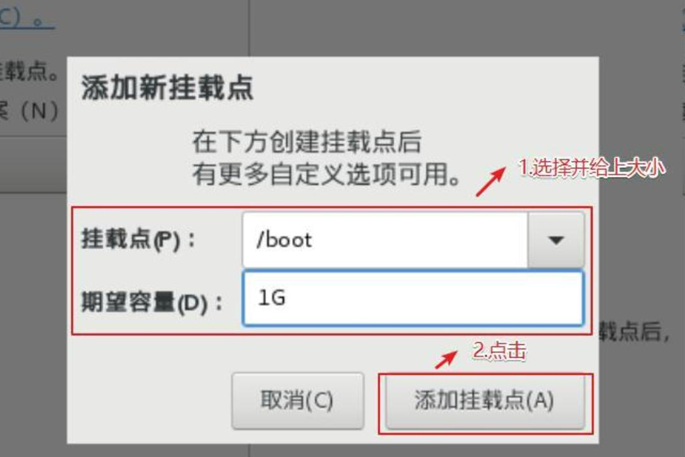 C）。
挂载点。
案（N）
添加新挂载点
在下方创建挂载点后
有更多自定义选项可用。
1.选择并给上大小
挂载点(P)：
/boot
期望容量(D)：
1G
载点后，
2.点击
取消(C)
添加挂载点(A)